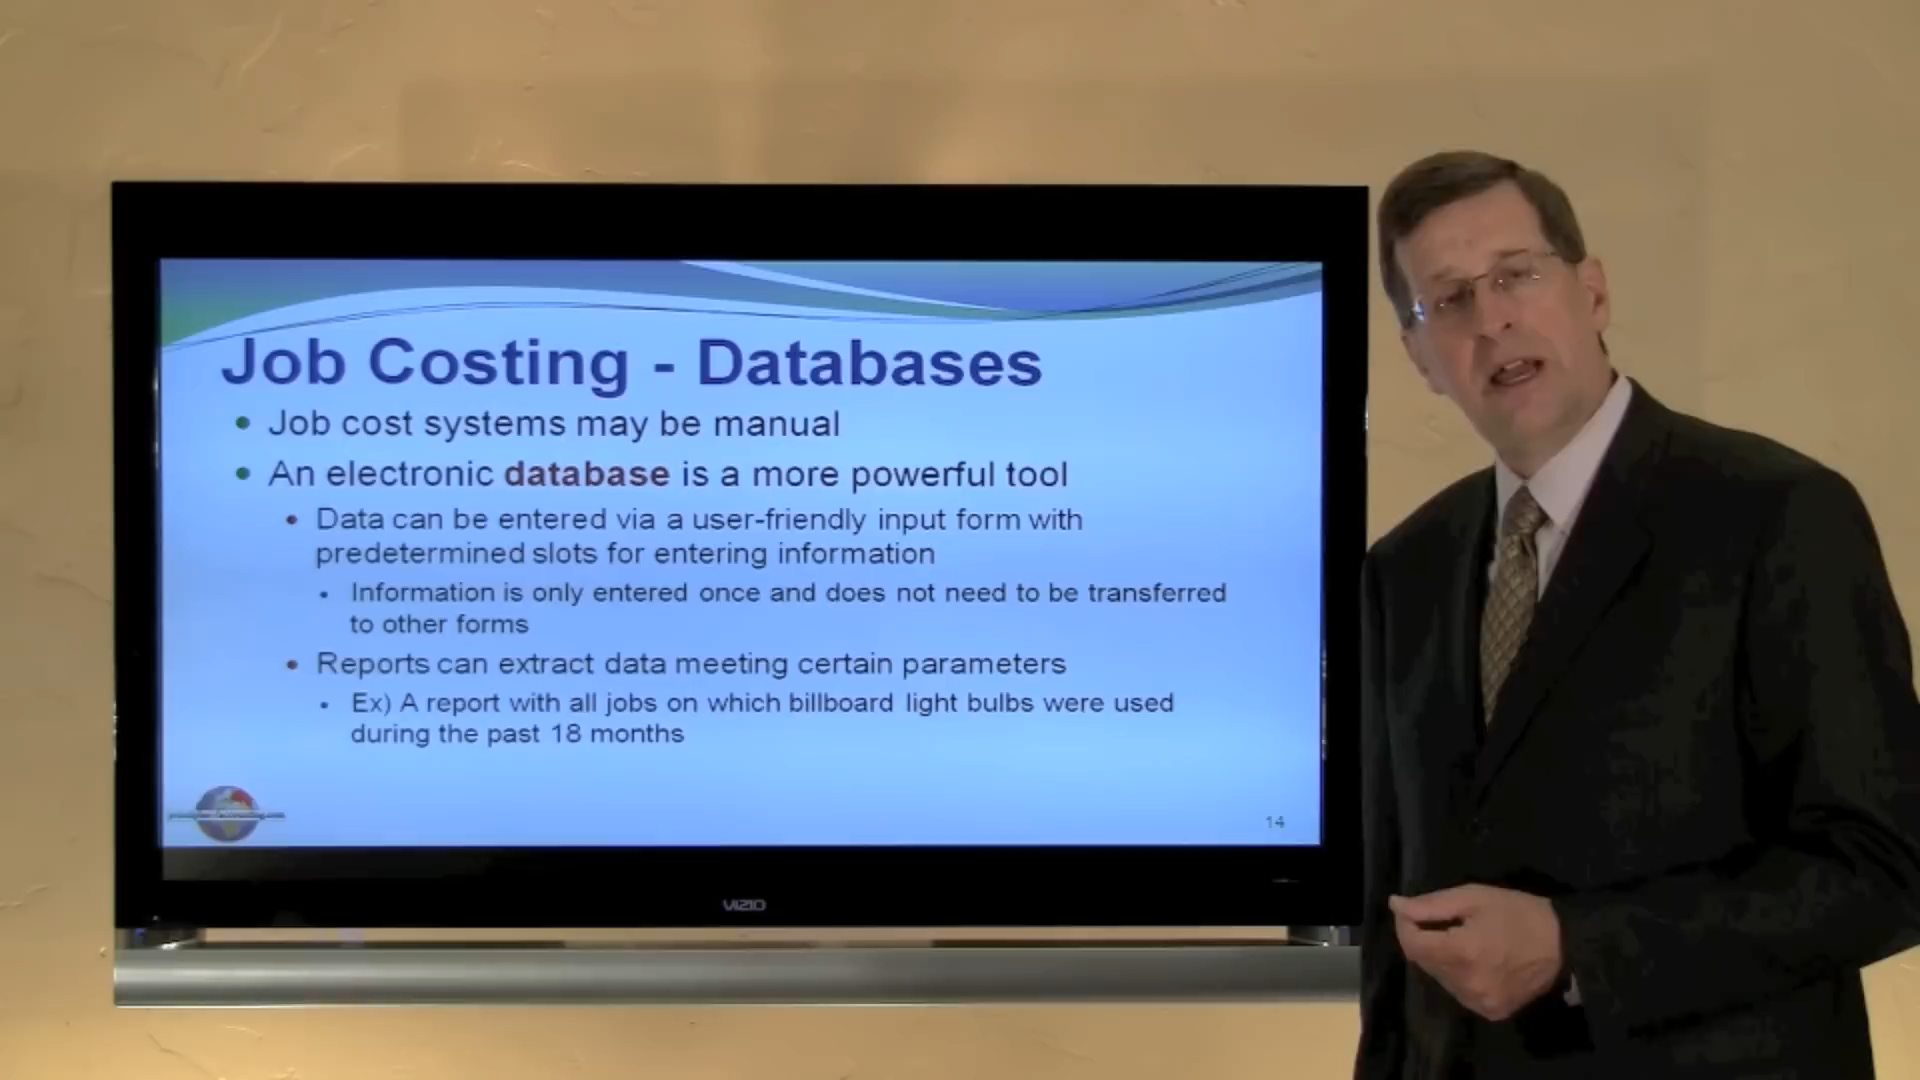 Job Costing - Databases
• Job cost systems may be manual
• An electronic database is a more powerful tool
• Data can be entered via a user-friendly input form with
predetermined slots for entering information
• Information is only entered once and does not need to be transferred
to other forms
• Reports can extract data meeting certain parameters
• Ex) A report with all jobs on which billboard light bulbs were used
during the past 18 months
14
VIZIO